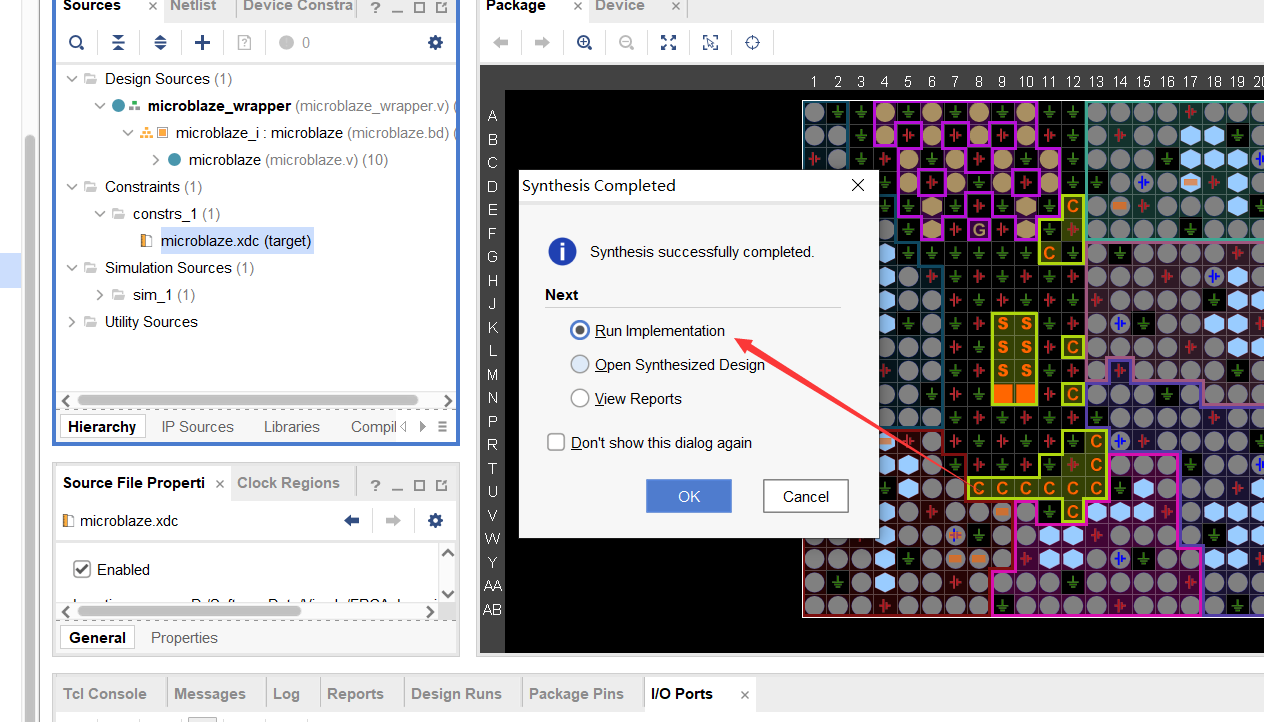 Sources × Netlist Device Constra ?
Package × Device ×
0
Design Sources (1)
microblaze_wrapper (microblaze_wrapper.v) (
microblaze_i : microblaze (microblaze.bd) (
microblaze (microblaze.v) (10)
Constraints (1)
constrs_1 (1)
microblaze.xdc (target)
Simulation Sources (1)
sim_1 (1)
Utility Sources
Hierarchy IP Sources Libraries Compil
Source File Properti × Clock Regions ?
microblaze.xdc
Enabled
General Properties
1 2 3 4 5 6 7 8 9 10 11 12 13 14 15 16 17 18 19 20
A
B
C
D
E
F
G
H
J
K
L
M
N
P
R
T
U
V
W
Y
AA
AB
C
G
C
S S
S S C
S S
C
C
C
C C C C C C
C
Synthesis Completed
Synthesis successfully completed.
Next
Run Implementation
Open Synthesized Design
View Reports
Don't show this dialog again
OK Cancel
Tcl Console Messages Log Reports Design Runs Package Pins I/O Ports ×